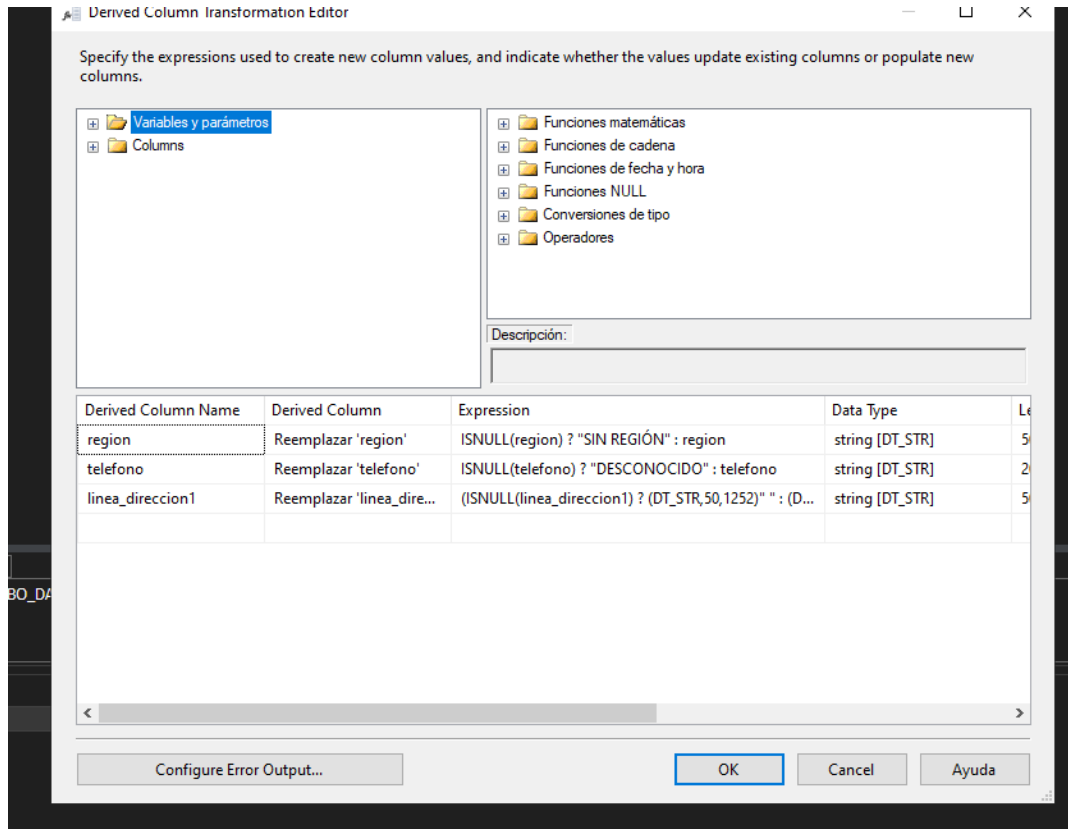 Derived Column Transformation Editor
Specify the expressions used to create new column values, and indicate whether the values update existing columns or populate new
columns.
Variables y parámetros
Columns
Funciones matemáticas
Funciones de cadena
Funciones de fecha y hora
Funciones NULL
Conversiones de tipo
Operadores
Descripción:
Derived Column Name Derived Column Expression Data Type Le
region Reemplazar 'region' ISNULL(region) ? "SIN REGIÓN" : region string [DT_STR]
telefono Reemplazar 'telefono' ISNULL(telefono) ? "DESCONOCIDO" : telefono string [DT_STR]
linea_direccion1 Reemplazar 'linea_dire... (ISNULL(linea_direccion1) ? (DT_STR,50,1252)" " : (D... string [DT_STR]
BO_DA
Configure Error Output... OK Cancel Ayuda